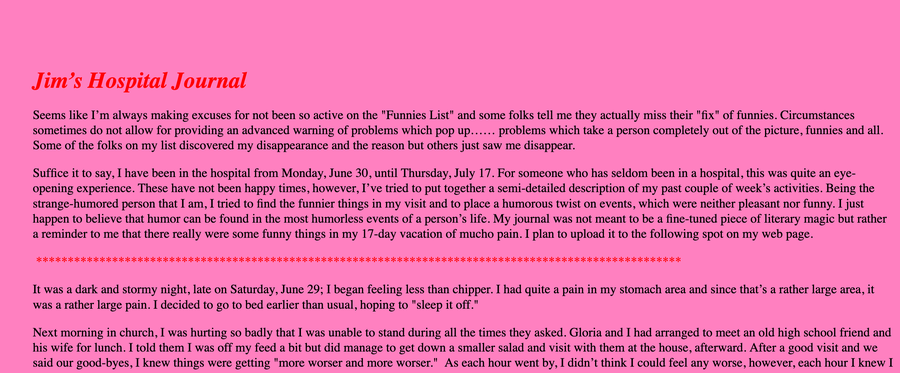 Jim’s Hospital Journal
Seems like I’m always making excuses for not been so active on the "Funnies List" and some folks tell me they actually miss their "fix" of funnies. Circumstances
sometimes do not allow for providing an advanced warning of problems which pop up…… problems which take a person completely out of the picture, funnies and all.
Some of the folks on my list discovered my disappearance and the reason but others just saw me disappear.
Suffice it to say, I have been in the hospital from Monday, June 30, until Thursday, July 17. For someone who has seldom been in a hospital, this was quite an eye-
opening experience. These have not been happy times, however, I’ve tried to put together a semi-detailed description of my past couple of week’s activities. Being the
strange-humored person that I am, I tried to find the funnier things in my visit and to place a humorous twist on events, which were neither pleasant nor funny. I just
happen to believe that humor can be found in the most humorless events of a person’s life. My journal was not meant to be a fine-tuned piece of literary magic but rather
a reminder to me that there really were some funny things in my 17-day vacation of mucho pain. I plan to upload it to the following spot on my web page.
******************************************************************************************************
It was a dark and stormy night, late on Saturday, June 29; I began feeling less than chipper. I had quite a pain in my stomach area and since that’s a rather large area, it
was a rather large pain. I decided to go to bed earlier than usual, hoping to "sleep it off."
Next morning in church, I was hurting so badly that I was unable to stand during all the times they asked. Gloria and I had arranged to meet an old high school friend and
his wife for lunch. I told them I was off my feed a bit but did manage to get down a smaller salad and visit with them at the house, afterward. After a good visit and we
said our good-byes, I knew things were getting "more worser and more worser." As each hour went by, I didn’t think I could feel any worse, however, each hour I knew I